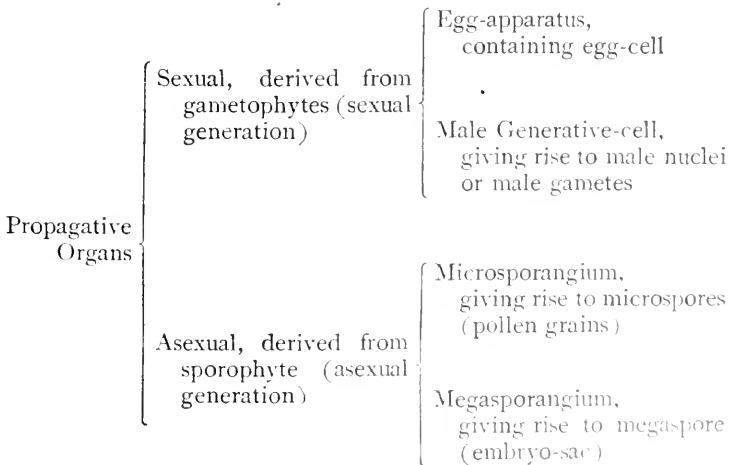 Propagative
Organs
Sexual, derived from
gametophytes (sexual
generation)
Egg-apparatus,
containing egg-cell
Male Generative-cell,
giving rise to male nuclei
or male gametes
Asexual, derived from
sporophyte (asexual
generation)
Microsporangium,
giving rise to microspores
(pollen grains)
Megasporangium,
giving rise to megaspore
(embryo-sac)